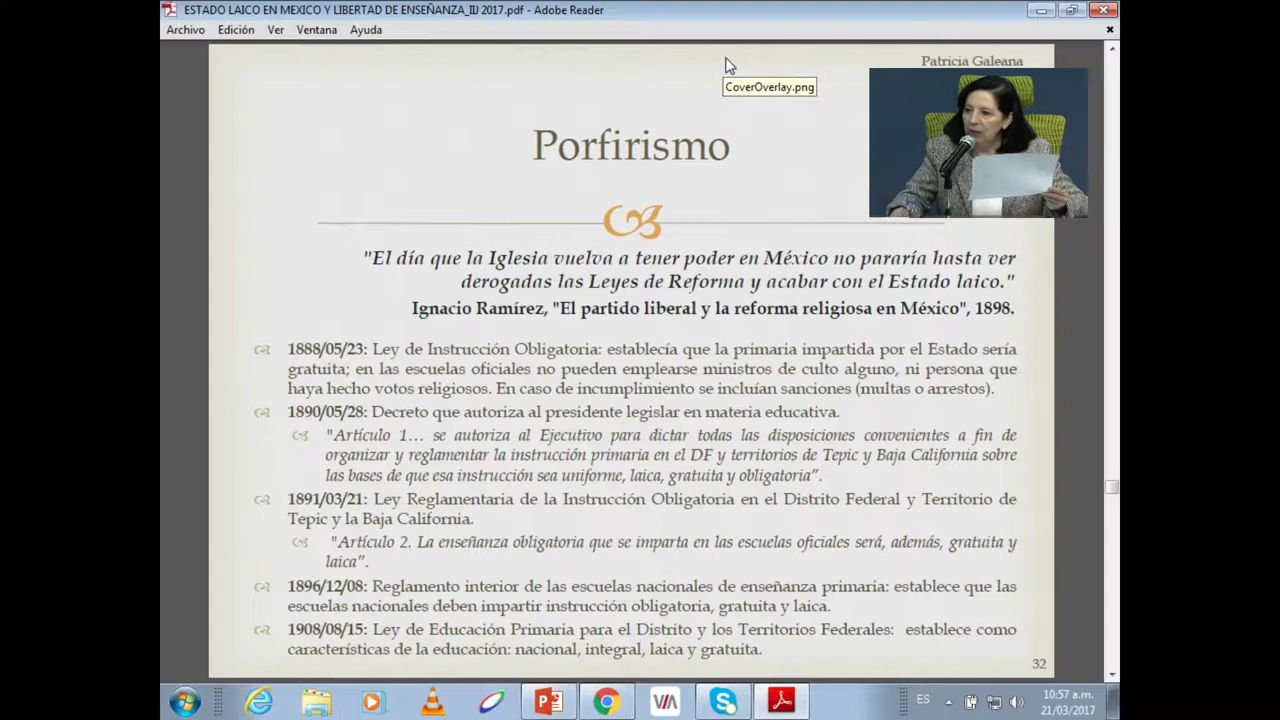 ESTADO LAICO EN MEXICO Y LIBERTAD DE ENSEÑANZA_IIJ 2017.pdf - Adobe Reader
Archivo Edición Ver Ventana Ayuda
Patricia Galeana
CoverOverlay.png
Porfirismo
"El día que la Iglesia vuelva a tener poder en México no pararía hasta ver
derogadas las Leyes de Reforma y acabar con el Estado laico."
Ignacio Ramírez, "El partido liberal y la reforma religiosa en México", 1898.
1888/05/23: Ley de Instrucción Obligatoria: establecía que la primaria impartida por el Estado sería
gratuita; en las escuelas oficiales no pueden emplearse ministros de culto alguno, ni persona que
haya hecho votos religiosos. En caso de incumplimiento se incluían sanciones (multas o arrestos).
1890/05/28: Decreto que autoriza al presidente legislar en materia educativa.
"Artículo 1… se autoriza al Ejecutivo para dictar todas las disposiciones convenientes a fin de
organizar y reglamentar la instrucción primaria en el DF y territorios de Tepic y Baja California sobre
las bases de que esa instrucción sea uniforme, laica, gratuita y obligatoria”.
1891/03/21: Ley Reglamentaria de la Instrucción Obligatoria en el Distrito Federal y Territorio de
Tepic y la Baja California.
"Artículo 2. La enseñanza obligatoria que se imparta en las escuelas oficiales será, además, gratuita y
laica”.
1896/12/08: Reglamento interior de las escuelas nacionales de enseñanza primaria: establece que las
escuelas nacionales deben impartir instrucción obligatoria, gratuita y laica.
1908/08/15: Ley de Educación Primaria para el Distrito y los Territorios Federales: establece como
características de la educación: nacional, integral, laica y gratuita.
32
VIA
ES
10:57 a.m.
21/03/2017